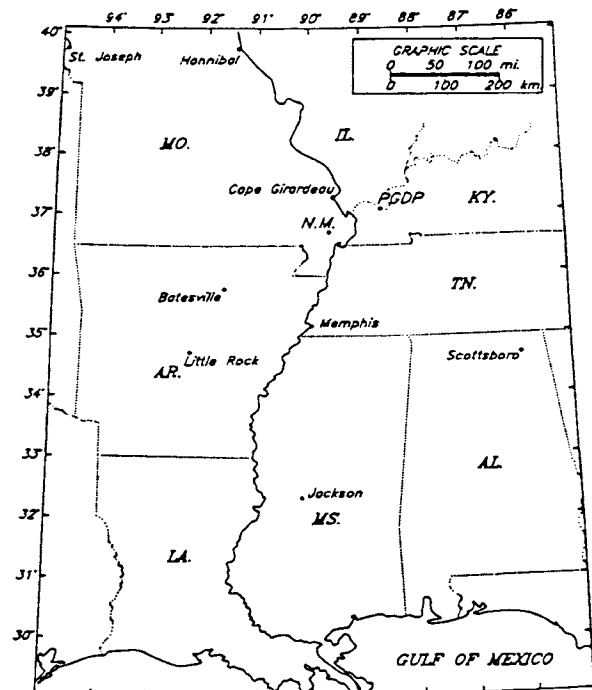 94° 92° 91° 90° 88° 87° 86°
40°
St. Joseph
Hannibal
GRAPHIC SCALE
0 50 100 mi.
0 100 200 km.
39°
38°
MO.
IL.
Cape Girardeau
PGDP
KY.
37°
N.M.
36°
TN.
Batesville
Memphis
35°
Little Rock
Scottsboro
AR.
34°
33°
AL.
Jackson
32°
MS.
LA.
31°
30°
GULF OF MEXICO